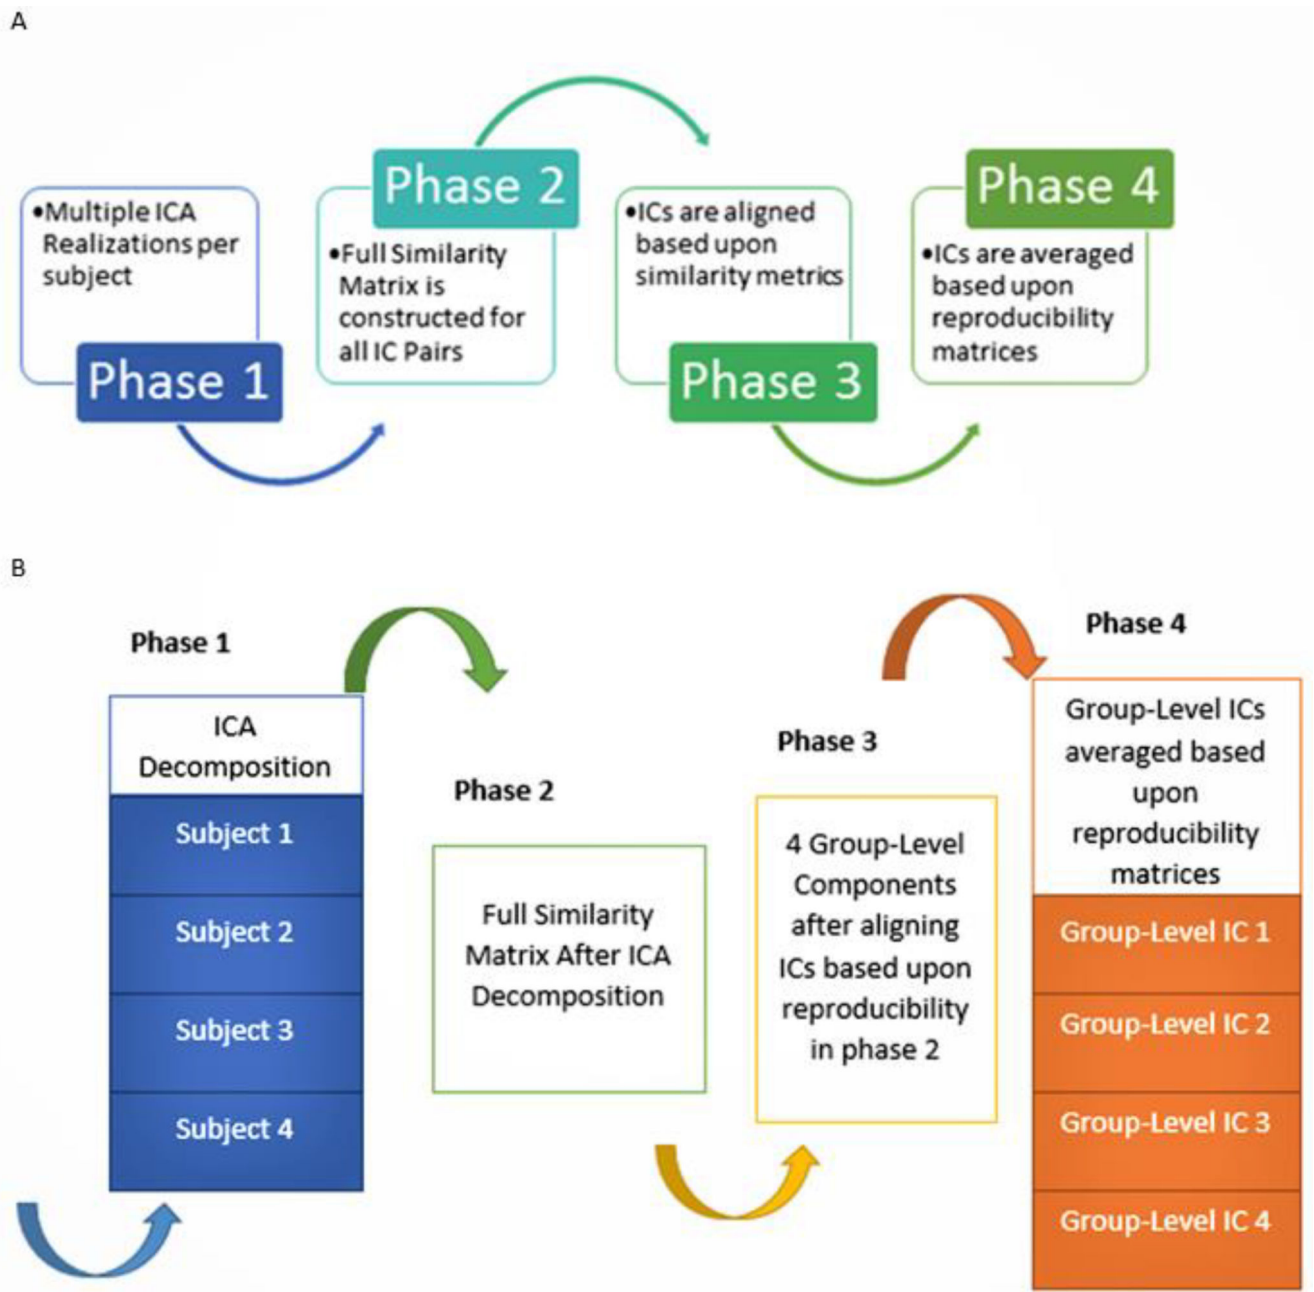 A
•Multiple ICA
Realizations per
subject
Phase 1
Phase 2
•Full Similarity
Matrix is
constructed for
all IC Pairs
•ICs are aligned
based upon
similarity metrics
Phase 3
Phase 4
•ICs are averaged
based upon
reproducibility
matrices
B
Phase 1
ICA
Decomposition
Subject 1
Subject 2
Subject 3
Subject 4
Phase 2
Full Similarity
Matrix After ICA
Decomposition
Phase 3
4 Group-Level
Components
after aligning
ICs based upon
reproducibility
in phase 2
Phase 4
Group-Level ICs
averaged based
upon
reproducibility
matrices
Group-Level IC 1
Group-Level IC 2
Group-Level IC 3
Group-Level IC 4